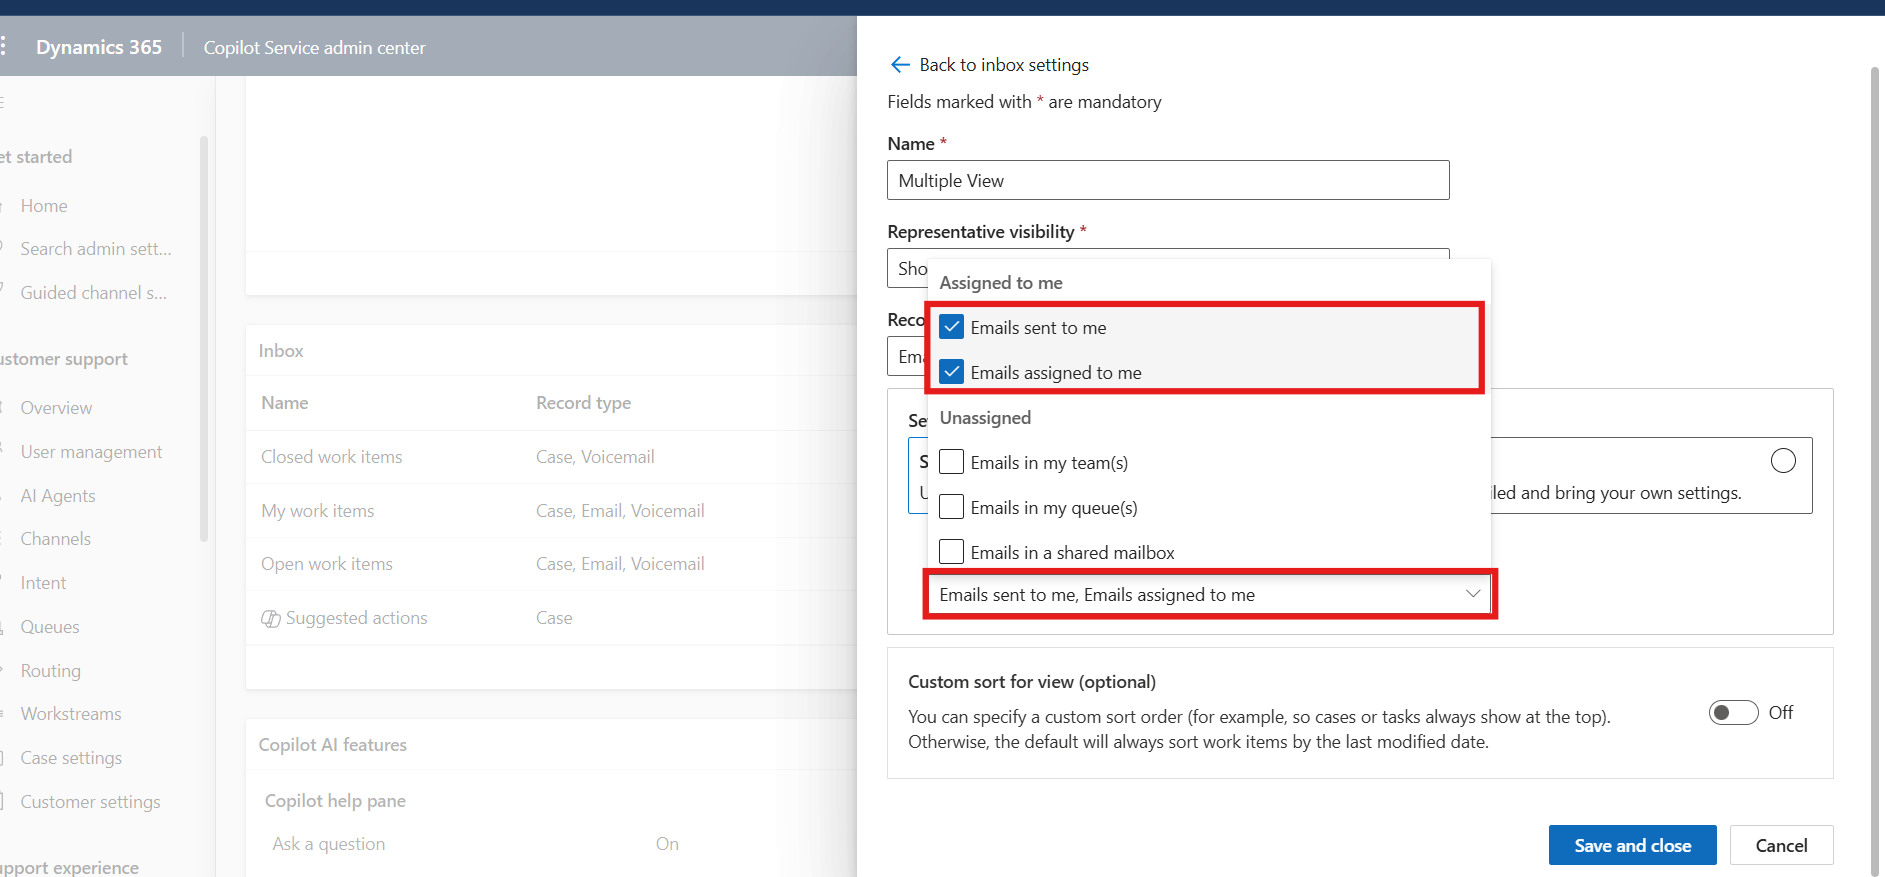 Dynamics 365
Copilot Service admin center
et started
Home
Search admin sett...
Guided channel s...
ustomer support
Overview
User management
AI Agents
Channels
Intent
Queues
Routing
Workstreams
Case settings
Customer settings
upport experience
Inbox
Name Record type
Closed work items Case, Voicemail
My work items Case, Email, Voicemail
Open work items Case, Email, Voicemail
Suggested actions Case
Copilot AI features
Copilot help pane
Ask a question On
Back to inbox settings
Fields marked with * are mandatory
Name *
Multiple View
Representative visibility *
Sho
Assigned to me
Reco
Emails sent to me
Ema
Emails assigned to me
Unassigned
Se
S
Emails in my team(s)
U
led and bring your own settings.
Emails in my queue(s)
Emails in a shared mailbox
Emails sent to me, Emails assigned to me
Custom sort for view (optional)
You can specify a custom sort order (for example, so cases or tasks always show at the top).
Otherwise, the default will always sort work items by the last modified date.
Off
Save and close
Cancel